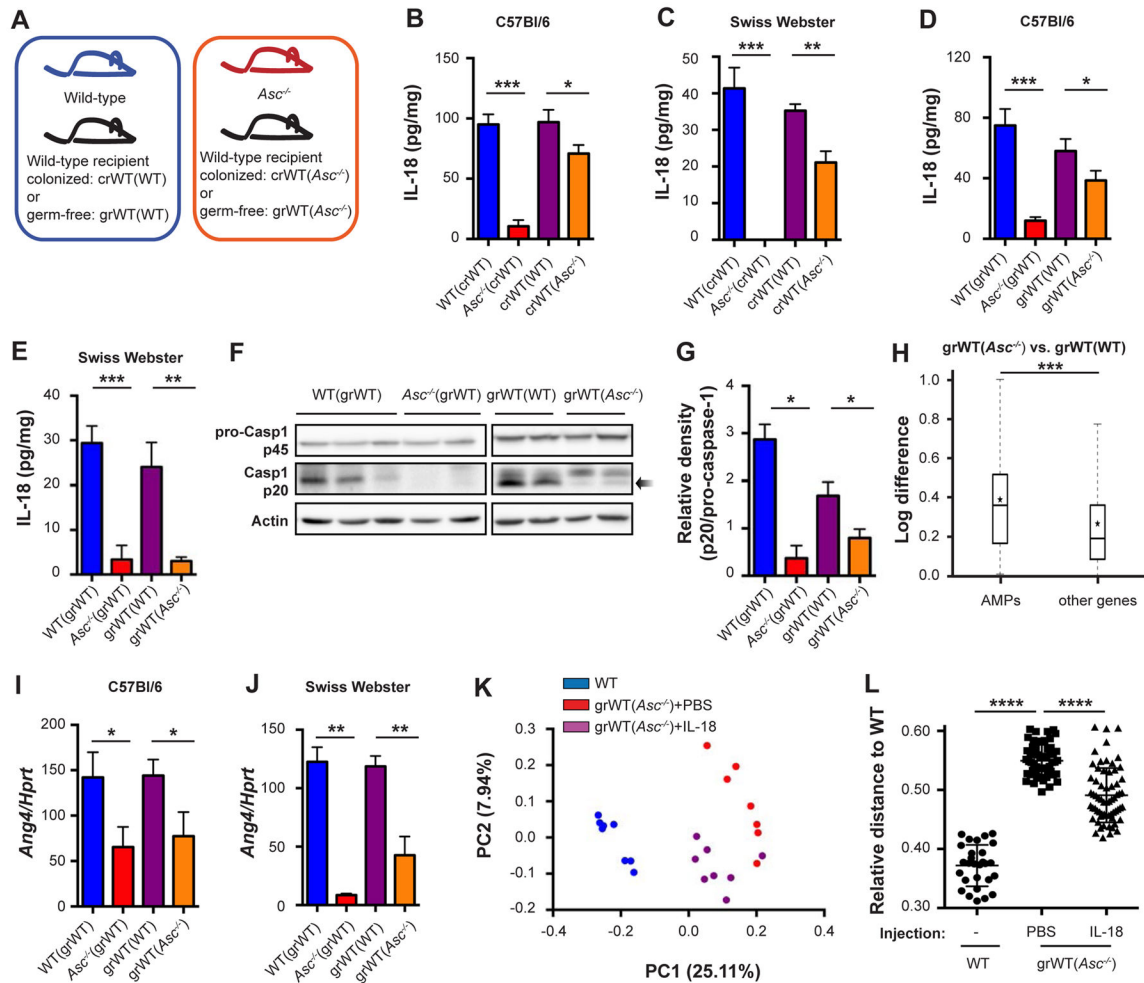 A
Wild-type
Wild-type recipient
colonized: crWT(WT)
or
germ-free: grWT(WT)
Asc-/-
Wild-type recipient
colonized: crWT(Asc-/-)
or
germ-free: grWT(Asc-/-)
B
C57Bl/6
IL-18 (pg/mg)
150
100
50
0
***
*
WT(crWT)
Asc-/-(crWT)
crWT(WT)
crWT(Asc-/-)
C
Swiss Webster
IL-18 (pg/mg)
50
40
30
20
10
0
***
**
WT(crWT)
Asc-/-(crWT)
crWT(WT)
crWT(Asc-/-)
D
C57Bl/6
IL-18 (pg/mg)
120
80
40
0
***
*
WT(grWT)
Asc-/-(grWT)
grWT(WT)
grWT(Asc-/-)
E
Swiss Webster
IL-18 (pg/mg)
40
30
20
10
0
***
**
WT(grWT)
Asc-/-(grWT)
grWT(WT)
grWT(Asc-/-)
F
WT(grWT)
Asc-/-(grWT)
grWT(WT)
grWT(Asc-/-)
pro-Casp1
p45
Casp1
p20
Actin
G
Relative density
(p20/pro-caspase-1)
4
3
2
1
0
*
*
WT(grWT)
Asc-/-(grWT)
grWT(WT)
grWT(Asc-/-)
H
grWT(Asc-/-) vs. grWT(WT)
***
Log difference
1.0
0.8
0.6
0.4
0.2
0.0
AMPs
other genes
I
C57Bl/6
Ang4/Hprt
200
150
100
50
0
*
*
WT(grWT)
Asc-/-(grWT)
grWT(WT)
grWT(Asc-/-)
J
Swiss Webster
Ang4/Hprt
150
100
50
0
**
**
WT(grWT)
Asc-/-(grWT)
grWT(WT)
grWT(Asc-/-)
K
WT
grWT(Asc-/-)+PBS
grWT(Asc-/-)+IL-18
PC2 (7.94%)
0.3
0.2
0.1
0.0
-0.1
-0.2
-0.4
-0.2
0.0
0.2
0.4
PC1 (25.11%)
L
Relative distance to WT
0.60
0.50
0.40
0.30
****
****
Injection:
-
PBS
IL-18
WT
grWT(Asc-/-)